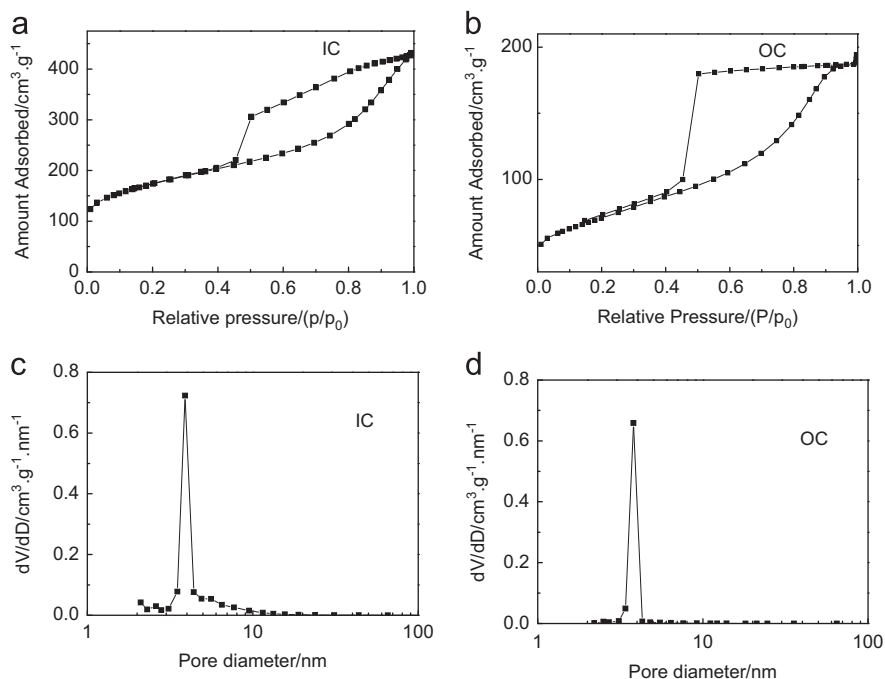 a
IC
400
300
200
100
0
0.0 0.2 0.4 0.6 0.8 1.0
Amount Adsorbed/cm³.g⁻¹
Relative pressure/(p/p₀)
b
OC
200
100
0.0 0.2 0.4 0.6 0.8 1.0
Amount Adsorbed/cm³.g⁻¹
Relative Pressure/(P/p₀)
c
IC
0.8
0.6
0.4
0.2
0.0
1 10 100
dV/dD/cm³.g⁻¹.nm⁻¹
Pore diameter/nm
d
OC
0.8
0.6
0.4
0.2
0.0
1 10 100
dV/dD/cm³.g⁻¹.nm⁻¹
Pore diameter/nm